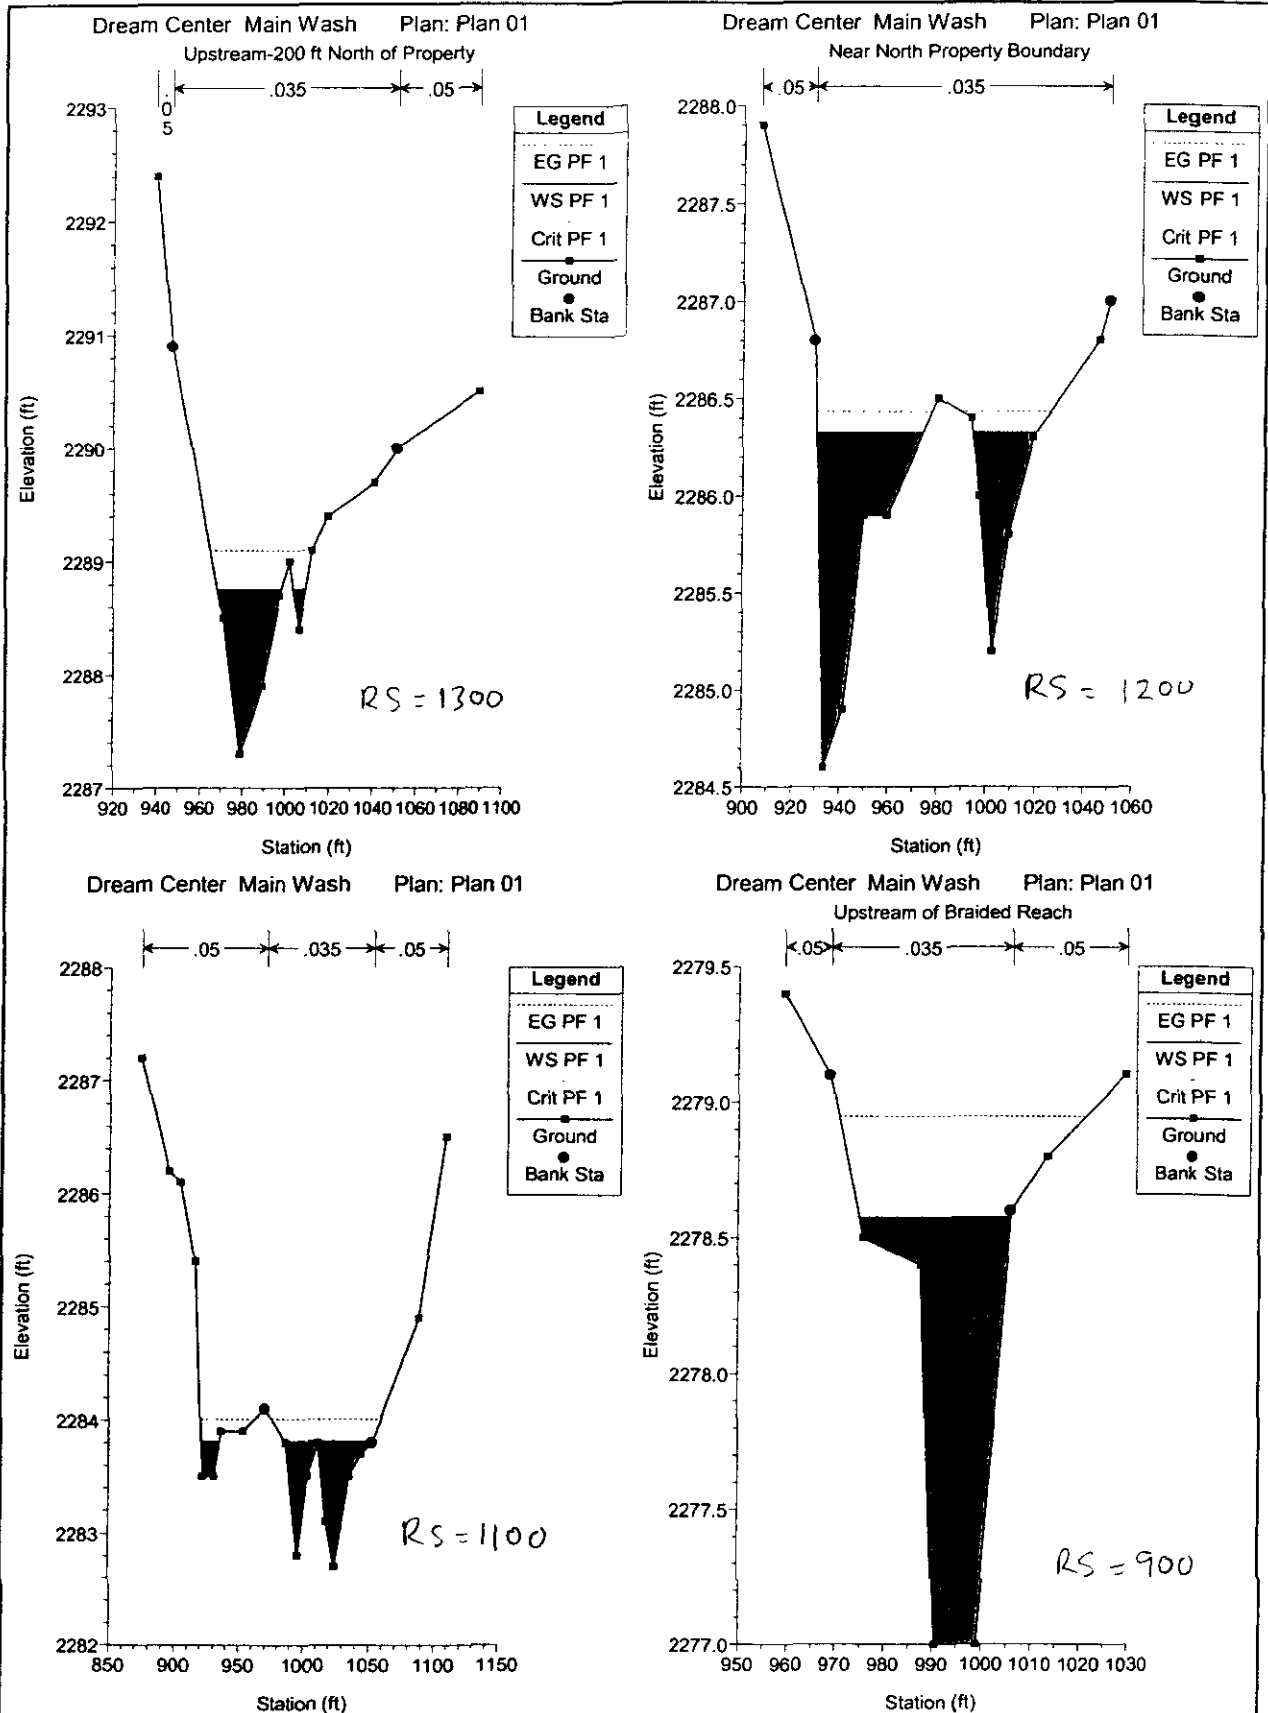 Dream Center Main Wash Plan: Plan 01
Upstream-200 ft North of Property
.05 .035 .05
Legend
EG PF 1
WS PF 1
Crit PF 1
Ground
Bank Sta
Elevation (ft)
2293
2292
2291
2290
2289
2288
2287
RS = 1300
920 940 960 980 1000 1020 1040 1060 1080 1100
Station (ft)
Dream Center Main Wash Plan: Plan 01
Near North Property Boundary
.05 .035
Legend
EG PF 1
WS PF 1
Crit PF 1
Ground
Bank Sta
Elevation (ft)
2288.0
2287.5
2287.0
2286.5
2286.0
2285.5
2285.0
2284.5
RS = 1200
900 920 940 960 980 1000 1020 1040 1060
Station (ft)
Dream Center Main Wash Plan: Plan 01
.05 .035 .05
Legend
EG PF 1
WS PF 1
Crit PF 1
Ground
Bank Sta
Elevation (ft)
2288
2287
2286
2285
2284
2283
2282
RS = 1100
850 900 950 1000 1050 1100 1150
Station (ft)
Dream Center Main Wash Plan: Plan 01
Upstream of Braided Reach
.05 .035 .05
Legend
EG PF 1
WS PF 1
Crit PF 1
Ground
Bank Sta
Elevation (ft)
2279.5
2279.0
2278.5
2278.0
2277.5
2277.0
RS = 900
950 960 970 980 990 1000 1010 1020 1030
Station (ft)